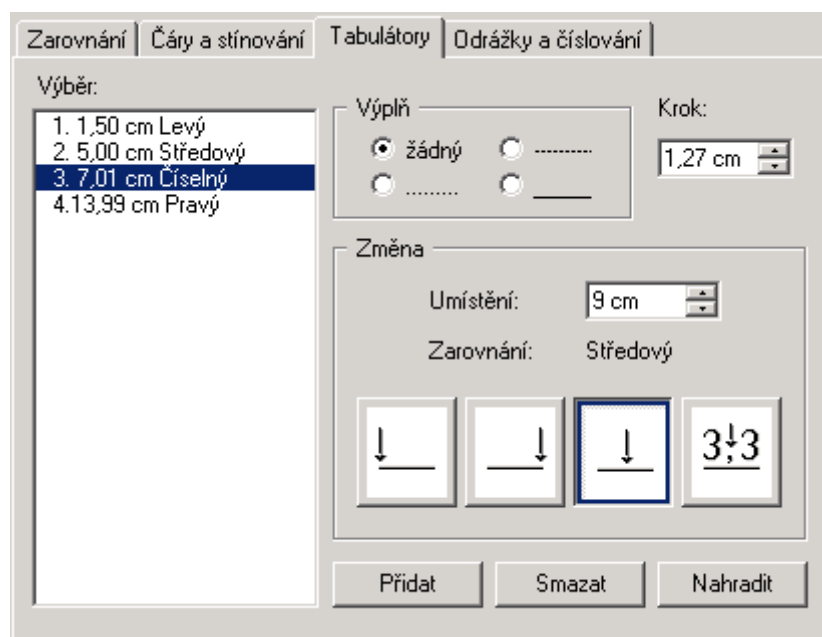 Zarovnání Čáry a stínování Tabulátory Odrážky a číslování
Výběr:
1. 1,50 cm Levý
2. 5,00 cm Středový
3. 7,01 cm Číselný
4.13,99 cm Pravý
Výplň
žádný ----------
.........
Krok:
1,27 cm
Změna
Umístění: 9 cm
Zarovnání: Středový
3,3
Přidat Smazat Nahradit